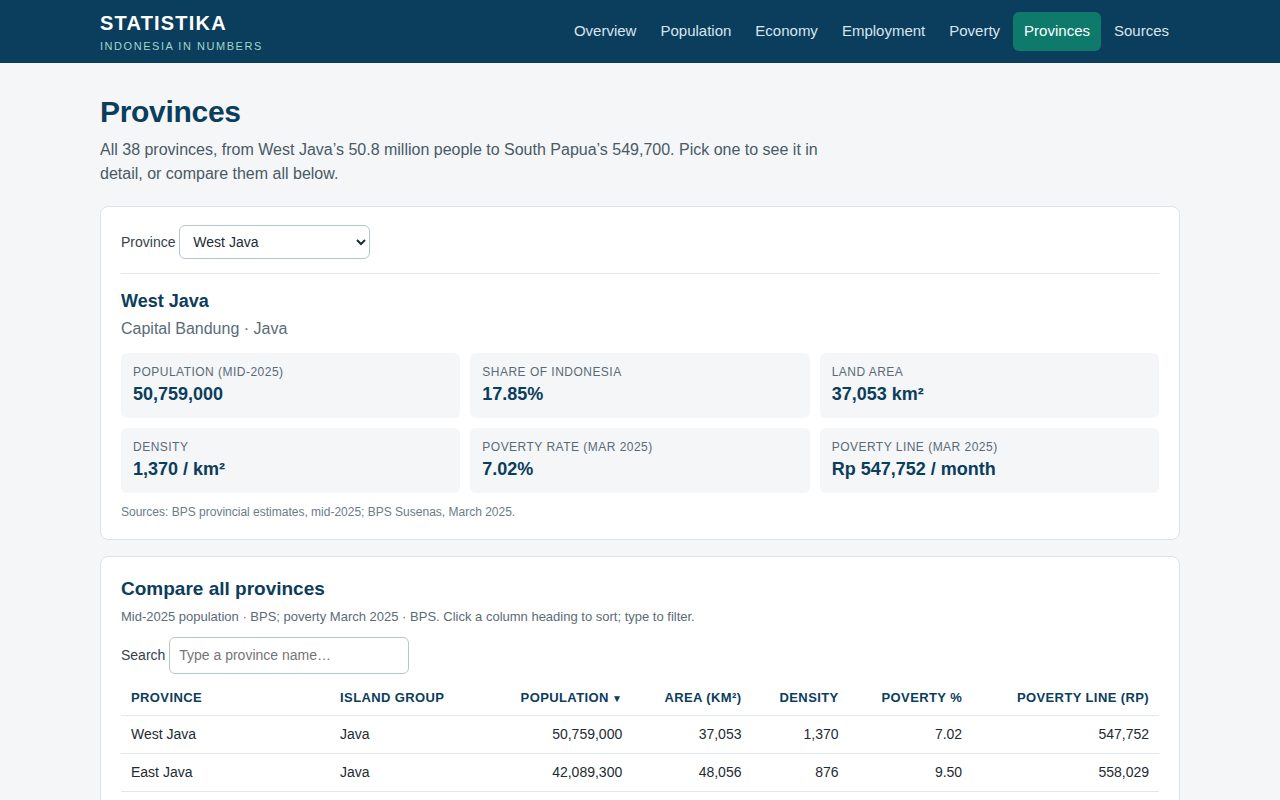 STATISTIKA
INDONESIA IN NUMBERS
Overview Population Economy Employment Poverty Provinces Sources
Provinces
All 38 provinces, from West Java’s 50.8 million people to South Papua’s 549,700. Pick one to see it in
detail, or compare them all below.
Province West Java
West Java
Capital Bandung · Java
POPULATION (MID-2025) SHARE OF INDONESIA LAND AREA
50,759,000 17.85% 37,053 km²
DENSITY POVERTY RATE (MAR 2025) POVERTY LINE (MAR 2025)
1,370 / km² 7.02% Rp 547,752 / month
Sources: BPS provincial estimates, mid-2025; BPS Susenas, March 2025.
Compare all provinces
Mid-2025 population · BPS; poverty March 2025 · BPS. Click a column heading to sort; type to filter.
Search Type a province name…
PROVINCE ISLAND GROUP POPULATION ▼ AREA (KM²) DENSITY POVERTY % POVERTY LINE (RP)
West Java Java 50,759,000 37,053 1,370 7.02 547,752
East Java Java 42,089,300 48,056 876 9.50 558,029